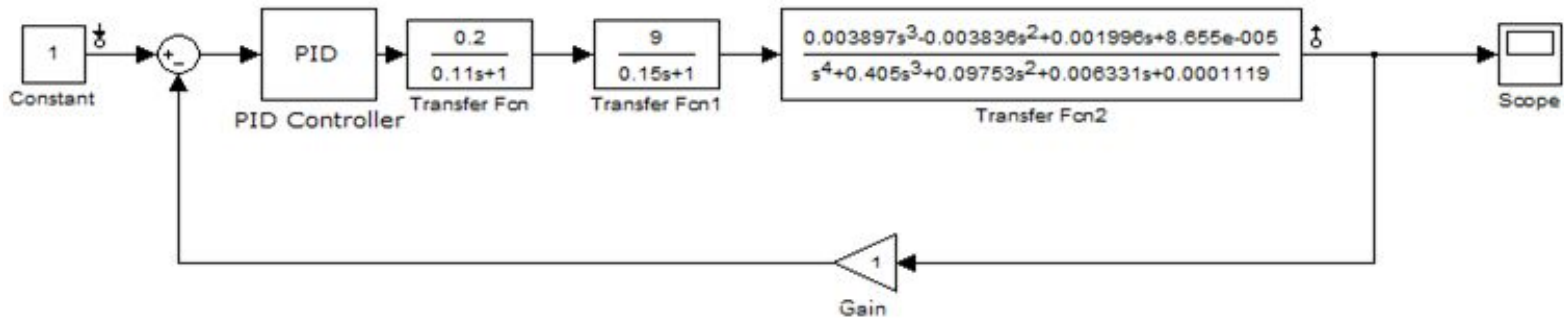 1
Constant
+
-
PID
PID Controller
0.2
0.11s+1
Transfer Fcn
9
0.15s+1
Transfer Fcn1
0.003897s³-0.003836s²+0.001996s+8.655e-005
s⁴+0.405s³+0.09753s²+0.006331s+0.0001119
Transfer Fcn2
Scope
1
Gain